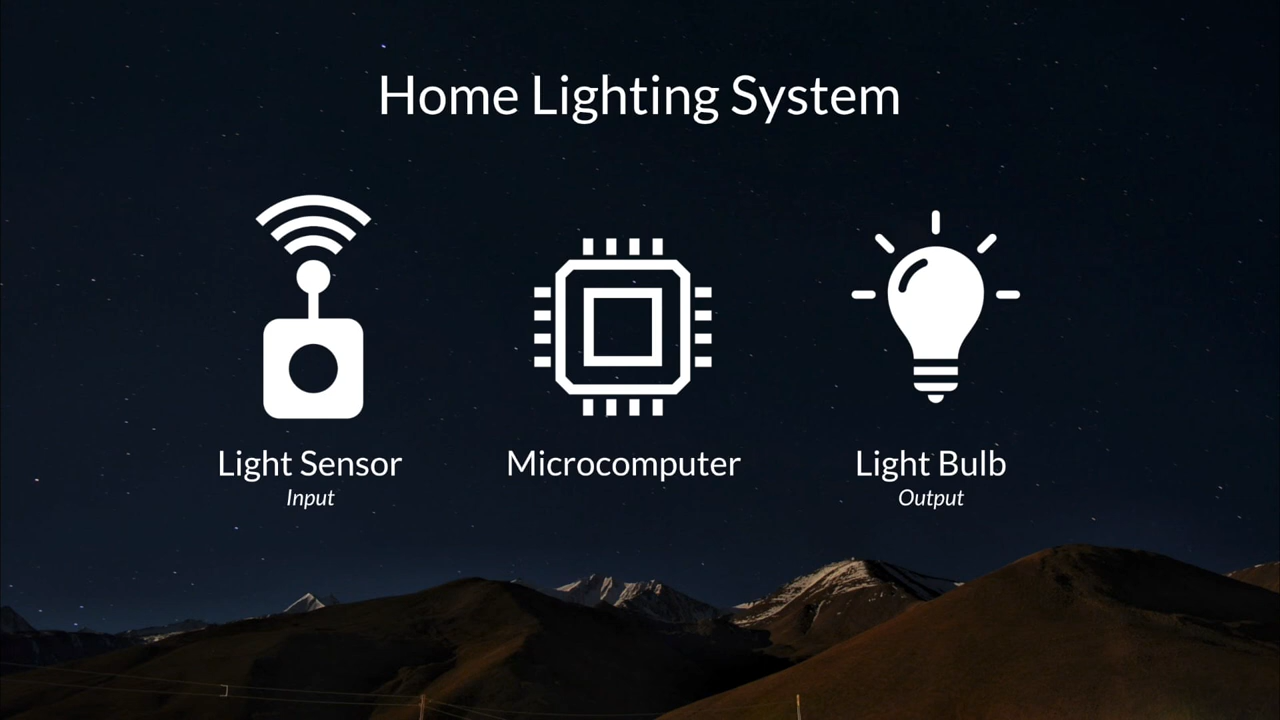 Home Lighting System
Light Sensor
Input
Microcomputer
Light Bulb
Output